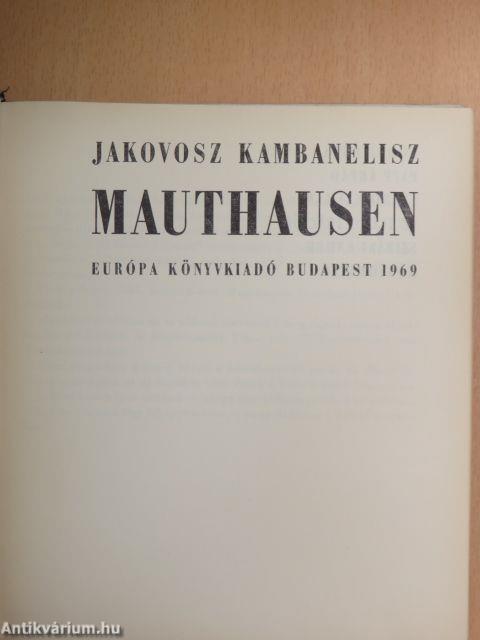 JAKOVOSZ KAMBANELISZ
MAUTHAUSEN
EURÓPA KÖNYVKIADÓ BUDAPEST 1969
Antikvárium.hu